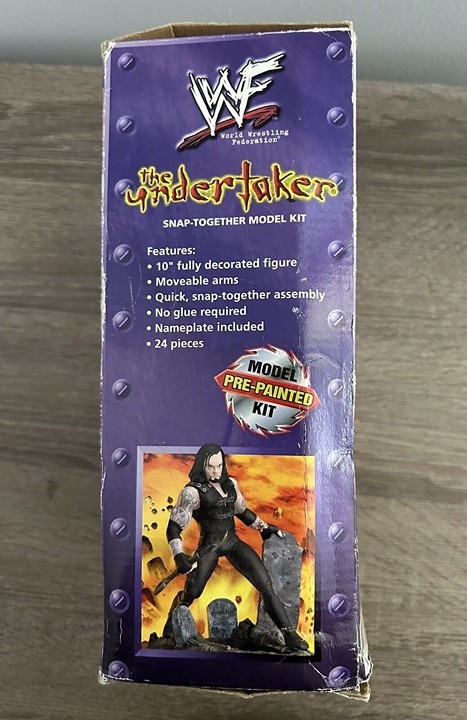 WWF
World Wrestling
Federation®
the
undertaker
SNAP-TOGETHER MODEL KIT
Features:
• 10" fully decorated figure
• Moveable arms
• Quick, snap-together assembly
• No glue required
• Nameplate included
• 24 pieces
MODEL
PRE-PAINTED
KIT